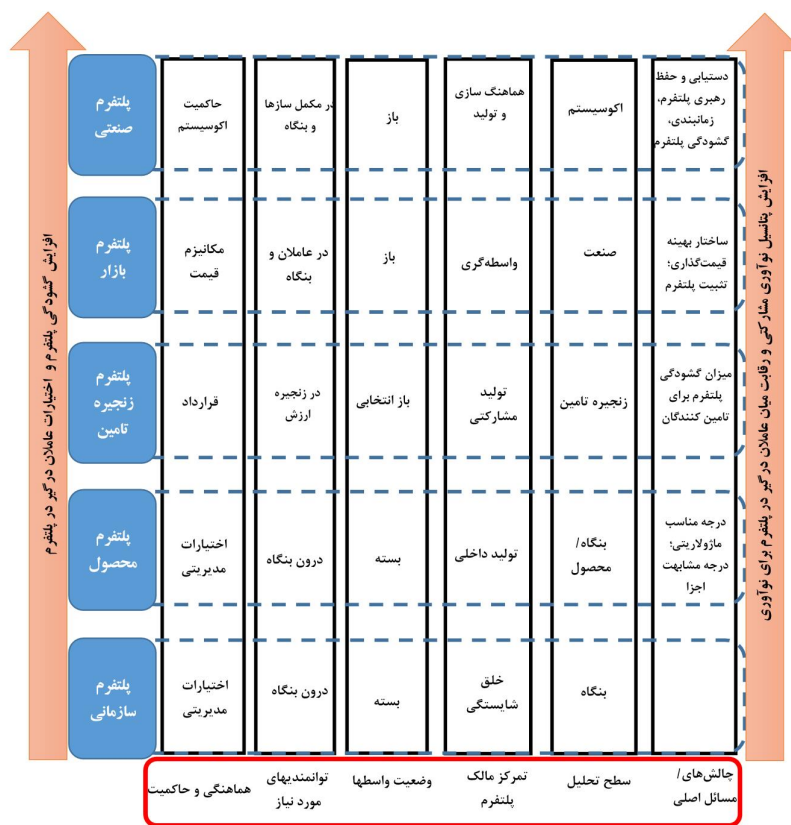 افزایش پتانسیل نوآوری مشارکتی و رقابت میان عاملان درگیر در پلتفرم برای نوآوری
دستیابی و حفظ
رهبری پلتفرم،
زمانبندی،
گشودگی پلتفرم
اکوسیستم
هماهنگ سازی
و تولید
باز
در مکمل سازها
و بنگاه
حاکمیت
اکوسیستم
پلتفرم
صنعتی
ساختار بهینه
قیمت‌گذاری؛
تثبیت پلتفرم
صنعت
واسطه‌گری
باز
در عاملان و
بنگاه
مکانیزم
قیمت
پلتفرم
بازار
میزان گشودگی
پلتفرم برای
تامین کنندگان
زنجیره تامین
تولید
مشارکتی
باز انتخابی
در زنجیره
ارزش
قرارداد
پلتفرم
زنجیره
تامین
درجه مناسب
ماژولاریتی؛
درجه مشابهت
اجزا
بنگاه/
محصول
تولید داخلی
بسته
درون بنگاه
اختیارات
مدیریتی
پلتفرم
محصول
بنگاه
خلق
شایستگی
بسته
درون بنگاه
اختیارات
مدیریتی
پلتفرم
سازمانی
چالش‌های/
مسائل اصلی
سطح تحلیل
تمرکز مالک
پلتفرم
وضعیت واسطها
توانمندیهای
مورد نیاز
هماهنگی و حاکمیت
افزایش گشودگی پلتفرم و اختیارات عاملان درگیر در پلتفرم